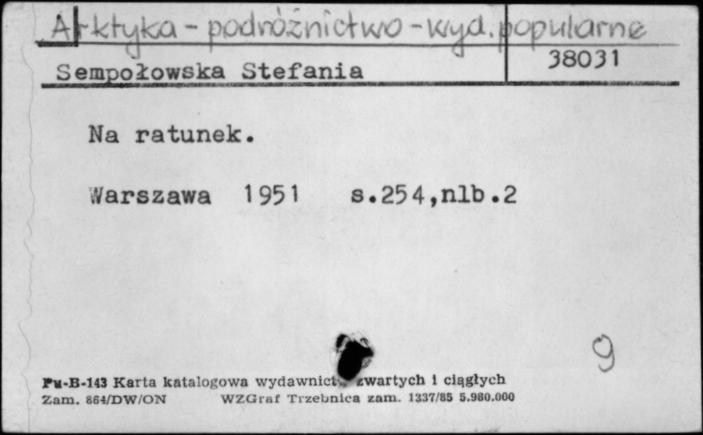 Arktyka - podróżnictwo - wyd. popularne
Sempołowska Stefania 38031
Na ratunek.
Warszawa 1951 s.254,nlb.2
9
Pu-B-143 Karta katalogowa wydawnict zwartych i ciągłych
Zam. 864/DW/ON WZGraf Trzebnica zam. 1337/85 5.980.000